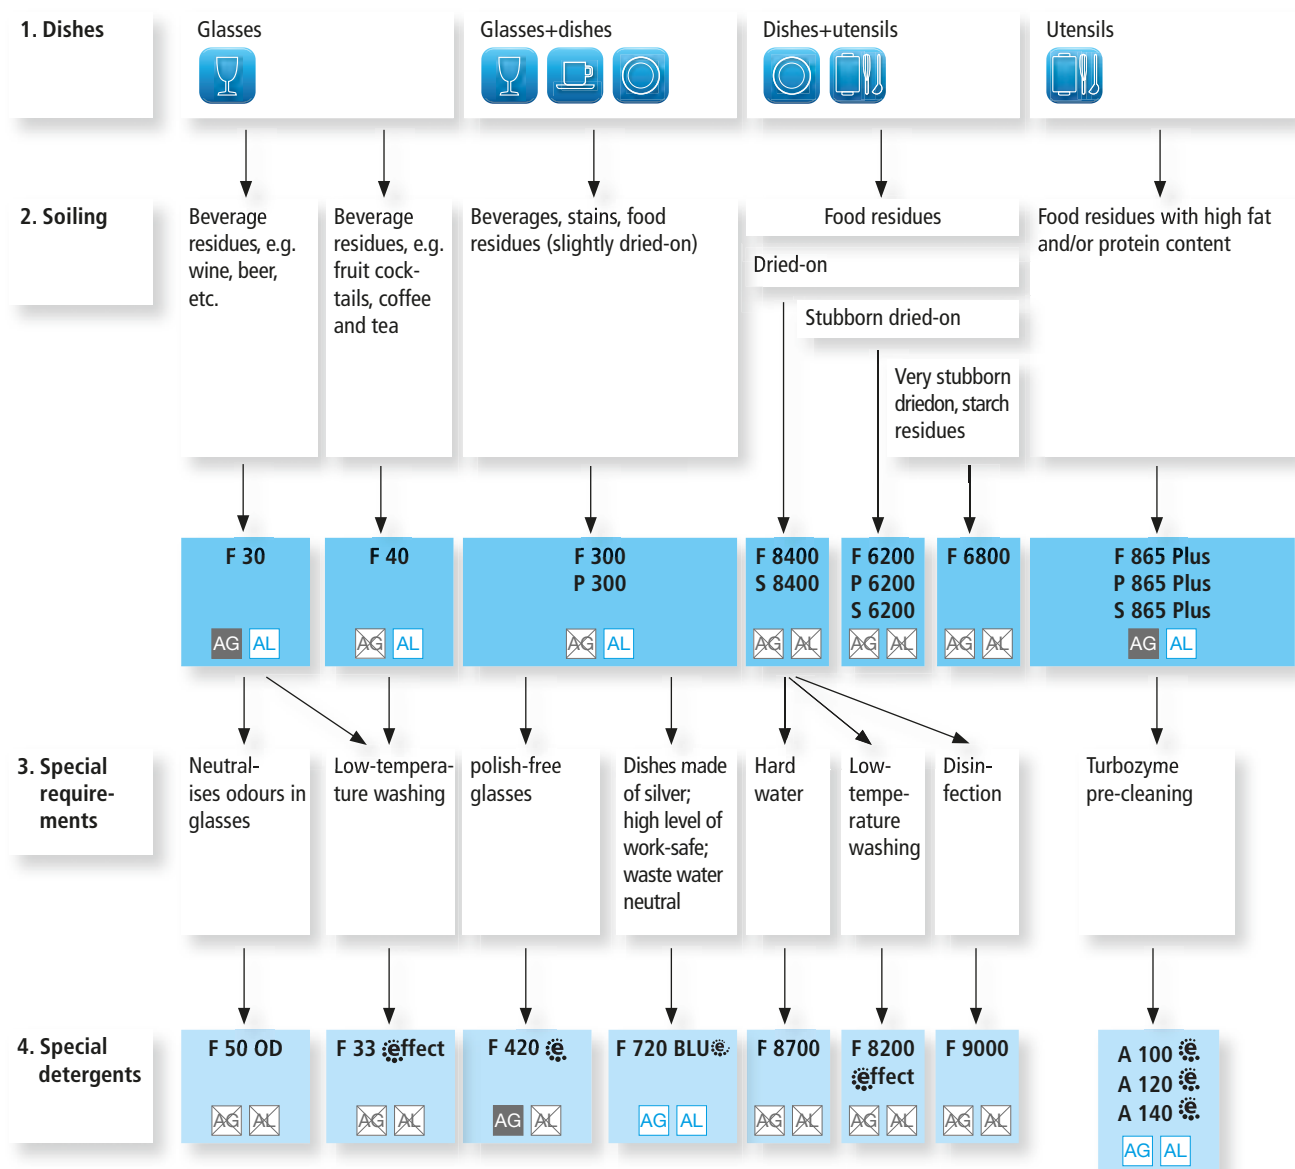 1. Dishes
Glasses
Glasses+dishes
Dishes+utensils
Utensils
2. Soiling
Beverage
residues, e.g.
wine, beer,
etc.
Beverage
residues, e.g.
fruit cock-
tails, coffee
and tea
Beverages, stains, food
residues (slightly dried-on)
Food residues
Dried-on
Stubborn dried-on
Very stubborn
driedon, starch
residues
Food residues with high fat
and/or protein content
F 30
AG AL
F 40
AG AL
F 300
P 300
AG AL
F 8400
S 8400
AG AL
F 6200
P 6200
S 6200
AG AL
F 6800
AG AL
F 865 Plus
P 865 Plus
S 865 Plus
AG AL
3. Special
require-
ments
Neutral-
ises odours in
glasses
Low-tempera-
ture washing
polish-free
glasses
Dishes made
of silver;
high level of
work-safe;
waste water
neutral
Hard
water
Low-
tempe-
rature
washing
Disin-
fection
Turbozyme
pre-cleaning
4. Special
detergents
F 50 OD
AG AL
F 33 effect
AG AL
F 420 e
AG AL
F 720 BLUe
AG AL
F 8700
AG AL
F 8200
effect
AG AL
F 9000
AG AL
A 100 e
A 120 e
A 140 e
AG AL